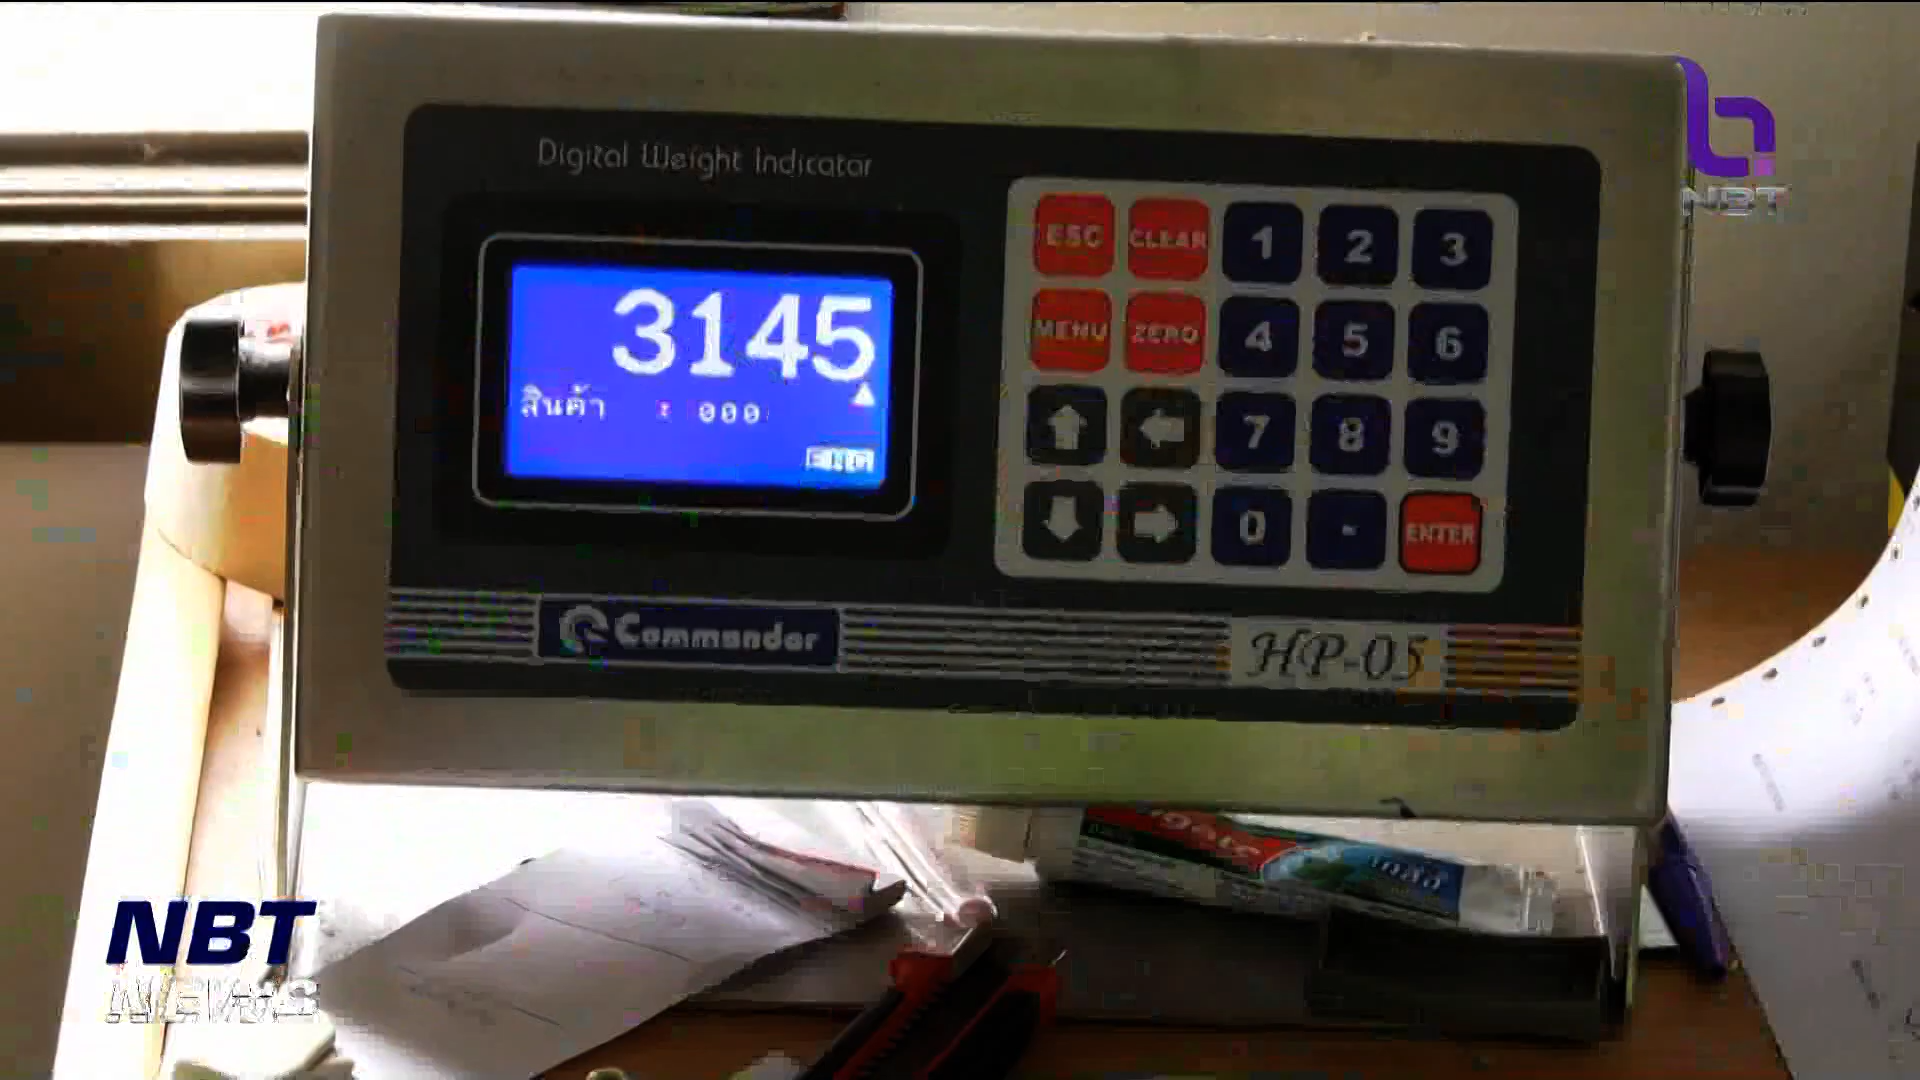 Digital Weight Indicator
NBT
3145
สินค้า : 000
ESC CLEAR 1 2 3
MENU ZERO 4 5 6
7 8 9
0 - ENTER
Commander
HP-05
NBT
NEWS